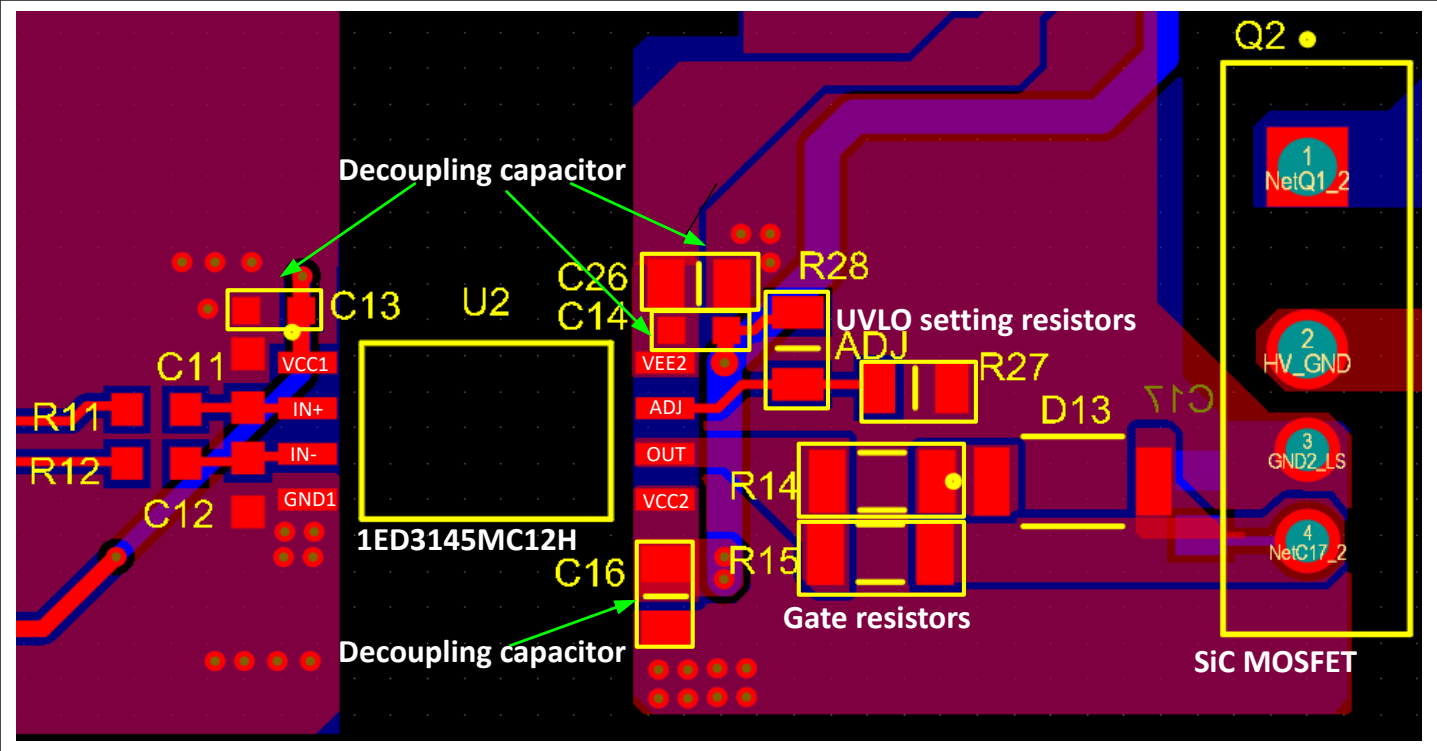 Q2
Decoupling capacitor
1
NetQ1_2
C26
R28
C13
U2
C14
UVLO setting resistors
2
HV_GND
C11
VCC1
VEE2
ADJ
R27
R11
IN+
ADJ
D13
C17
3
GND2_LS
R12
IN-
OUT
C12
GND1
VCC2
R14
4
NetC17_2
1ED3145MC12H
C16
R15
Gate resistors
Decoupling capacitor
SiC MOSFET